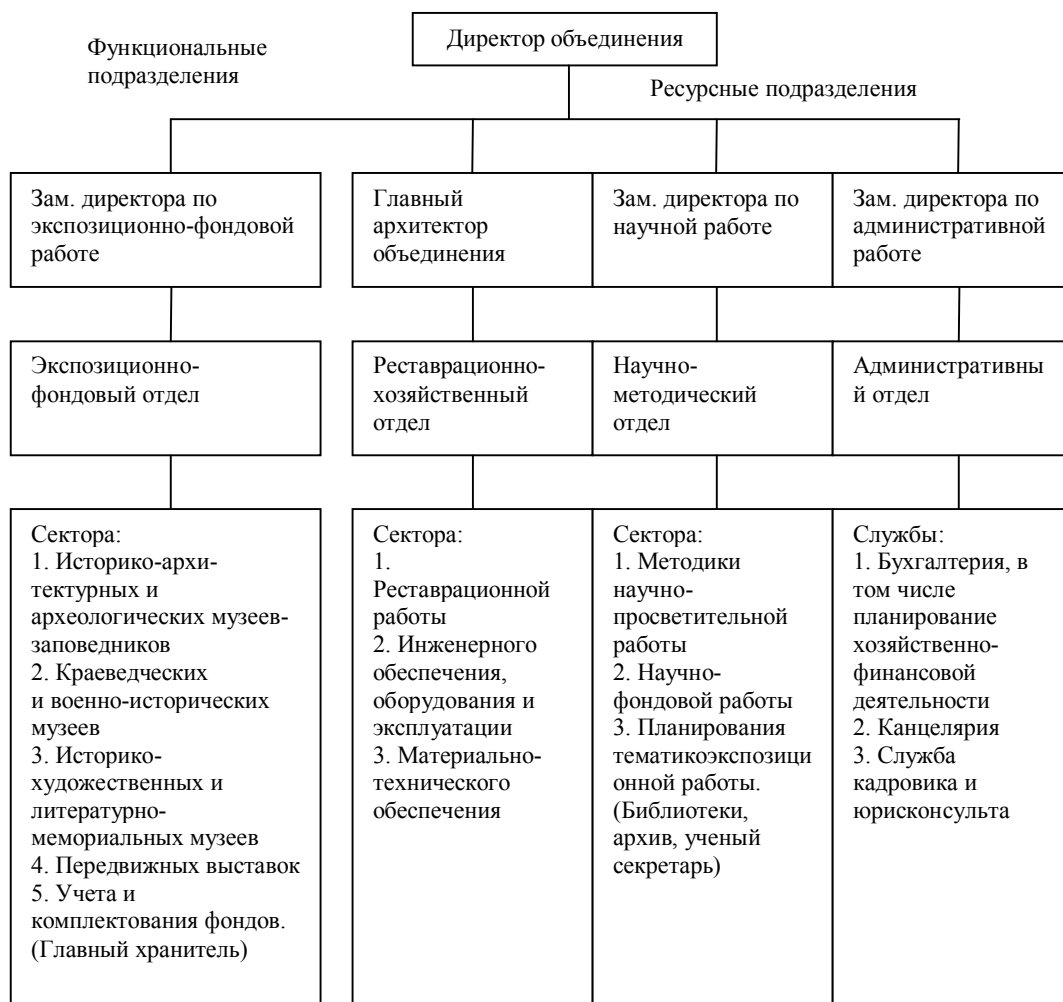 Директор объединения
Функциональные
подразделения
Ресурсные подразделения
Зам. директора по
экспозиционно-фондовой
работе
Главный
архитектор
объединения
Зам. директора по
научной работе
Зам. директора по
административной
работе
Экспозиционно-
фондовый отдел
Реставрационно-
хозяйственный
отдел
Научно-
методический
отдел
Административны
й отдел
Сектора:
1. Историко-архи-
тектурных и
археологических музеев-
заповедников
2. Краеведческих
и военно-исторических
музеев
3. Историко-
художественных и
литературно-
мемориальных музеев
4. Передвижных выставок
5. Учета и
комплектования фондов.
(Главный хранитель)
Сектора:
1.
Реставрационной
работы
2. Инженерного
обеспечения,
оборудования и
эксплуатации
3. Материально-
технического
обеспечения
Сектора:
1. Методики
научно-
просветительной
работы
2. Научно-
фондовой работы
3. Планирования
тематикоэкспозици
онной работы.
(Библиотеки,
архив, ученый
секретарь)
Службы:
1. Бухгалтерия, в
том числе
планирование
хозяйственно-
финансовой
деятельности
2. Канцелярия
3. Служба
кадровика и
юрисконсульта